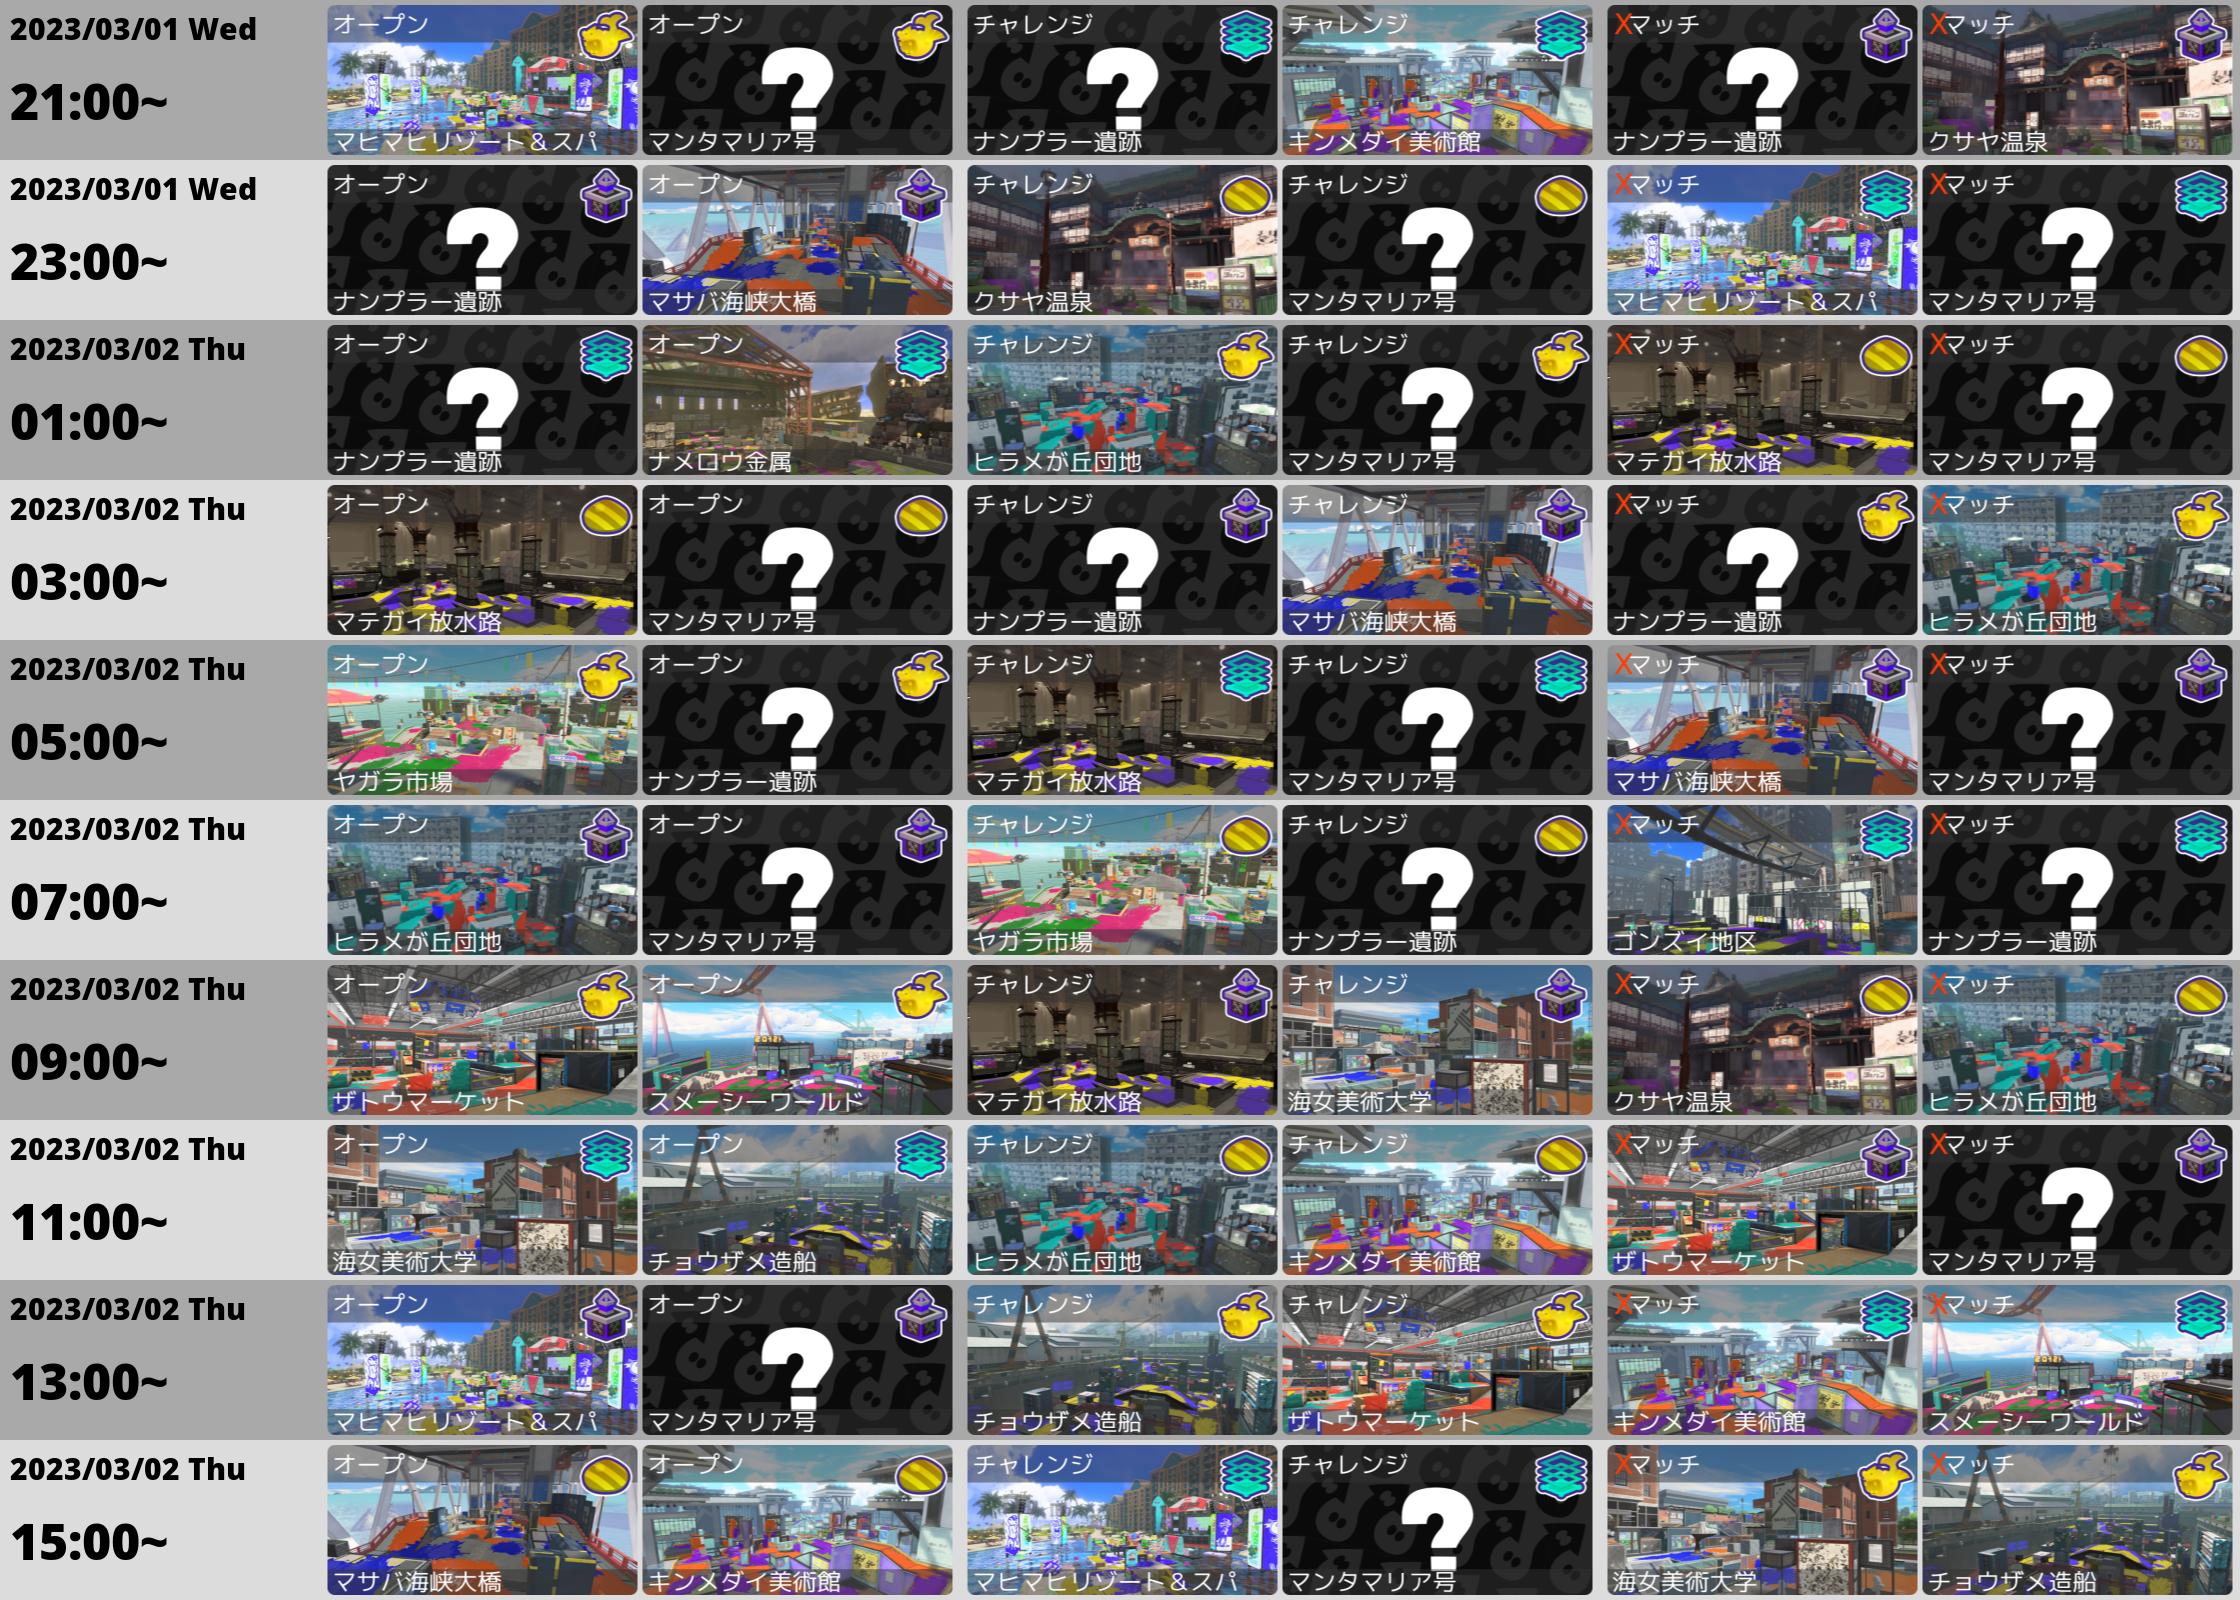 2023/03/01 Wed
21:00~
オープン
マヒマヒリゾート＆スパ
オープン
マンタマリア号
チャレンジ
ナンプラー遺跡
チャレンジ
キンメダイ美術館
Xマッチ
ナンプラー遺跡
Xマッチ
クサヤ温泉
2023/03/01 Wed
23:00~
オープン
ナンプラー遺跡
オープン
マサバ海峡大橋
チャレンジ
クサヤ温泉
チャレンジ
マンタマリア号
Xマッチ
マヒマヒリゾート＆スパ
Xマッチ
マンタマリア号
2023/03/02 Thu
01:00~
オープン
ナンプラー遺跡
オープン
ナメロウ金属
チャレンジ
ヒラメが丘団地
チャレンジ
マンタマリア号
Xマッチ
マテガイ放水路
Xマッチ
マンタマリア号
2023/03/02 Thu
03:00~
オープン
マテガイ放水路
オープン
マンタマリア号
チャレンジ
ナンプラー遺跡
チャレンジ
マサバ海峡大橋
Xマッチ
ナンプラー遺跡
Xマッチ
ヒラメが丘団地
2023/03/02 Thu
05:00~
オープン
ヤガラ市場
オープン
ナンプラー遺跡
チャレンジ
マテガイ放水路
チャレンジ
マンタマリア号
Xマッチ
マサバ海峡大橋
Xマッチ
マンタマリア号
2023/03/02 Thu
07:00~
オープン
ヒラメが丘団地
オープン
マンタマリア号
チャレンジ
ヤガラ市場
チャレンジ
ナンプラー遺跡
Xマッチ
ゴンズイ地区
Xマッチ
ナンプラー遺跡
2023/03/02 Thu
09:00~
オープン
ザトウマーケット
オープン
スメーシーワールド
チャレンジ
マテガイ放水路
チャレンジ
海女美術大学
Xマッチ
クサヤ温泉
Xマッチ
ヒラメが丘団地
2023/03/02 Thu
11:00~
オープン
海女美術大学
オープン
チョウザメ造船
チャレンジ
ヒラメが丘団地
チャレンジ
キンメダイ美術館
Xマッチ
ザトウマーケット
Xマッチ
マンタマリア号
2023/03/02 Thu
13:00~
オープン
マヒマヒリゾート＆スパ
オープン
マンタマリア号
チャレンジ
チョウザメ造船
チャレンジ
ザトウマーケット
Xマッチ
キンメダイ美術館
Xマッチ
スメーシーワールド
2023/03/02 Thu
15:00~
オープン
マサバ海峡大橋
オープン
キンメダイ美術館
チャレンジ
マヒマヒリゾート＆スパ
チャレンジ
マンタマリア号
Xマッチ
海女美術大学
Xマッチ
チョウザメ造船